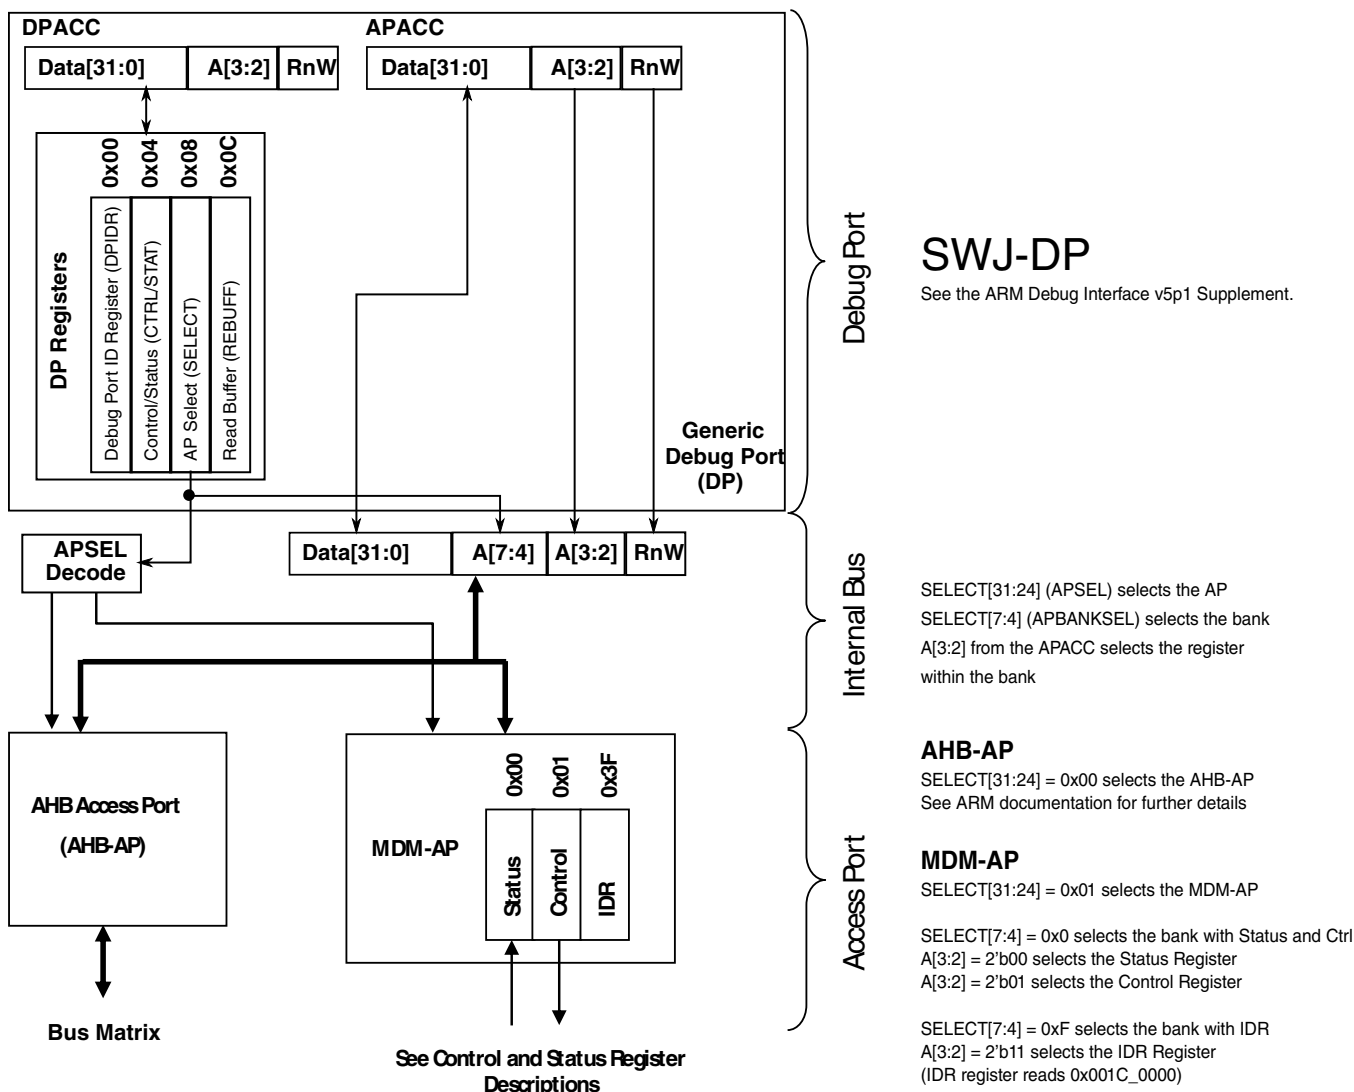 DPACC
APACC
Data[31:0] A[3:2] RnW
Data[31:0] A[3:2] RnW
0x00
0x04
0x08
0x0C
DP Registers
Debug Port ID Register (DPIDR)
Control/Status (CTRL/STAT)
AP Select (SELECT)
Read Buffer (REBUFF)
Generic
Debug Port
(DP)
Debug Port
SWJ-DP
See the ARM Debug Interface v5p1 Supplement.
APSEL
Decode
Data[31:0] A[7:4] A[3:2] RnW
Internal Bus
SELECT[31:24] (APSEL) selects the AP
SELECT[7:4] (APBANKSEL) selects the bank
A[3:2] from the APACC selects the register
within the bank
AHB Access Port
(AHB-AP)
Bus Matrix
MDM-AP
0x00
0x01
0x3F
Status
Control
IDR
See Control and Status Register
Descriptions
Access Port
AHB-AP
SELECT[31:24] = 0x00 selects the AHB-AP
See ARM documentation for further details
MDM-AP
SELECT[31:24] = 0x01 selects the MDM-AP
SELECT[7:4] = 0x0 selects the bank with Status and Ctrl
A[3:2] = 2'b00 selects the Status Register
A[3:2] = 2'b01 selects the Control Register
SELECT[7:4] = 0xF selects the bank with IDR
A[3:2] = 2'b11 selects the IDR Register
(IDR register reads 0x001C_0000)